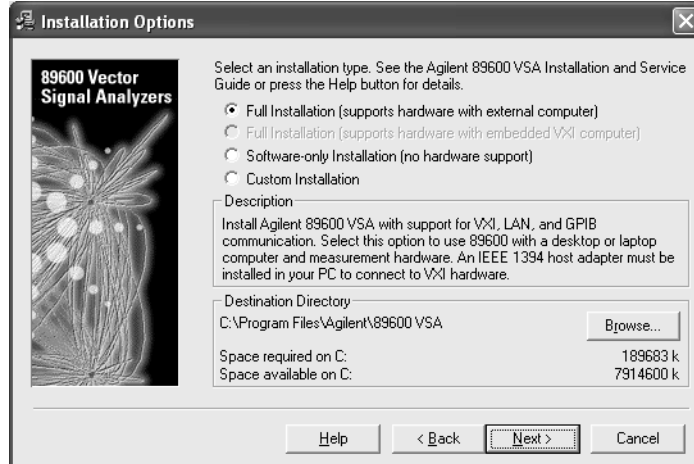 Installation Options
89600 Vector
Signal Analyzers
Select an installation type. See the Agilent 89600 VSA Installation and Service
Guide or press the Help button for details.
Full Installation (supports hardware with external computer)
Full Installation (supports hardware with embedded VXI computer)
Software-only Installation (no hardware support)
Custom Installation
Description
Install Agilent 89600 VSA with support for VXI, LAN, and GPIB
communication. Select this option to use 89600 with a desktop or laptop
computer and measurement hardware. An IEEE 1394 host adapter must be
installed in your PC to connect to VXI hardware.
Destination Directory
C:\Program Files\Agilent\89600 VSA
Browse...
Space required on C: 189683 k
Space available on C: 7914600 k
Help < Back Next > Cancel